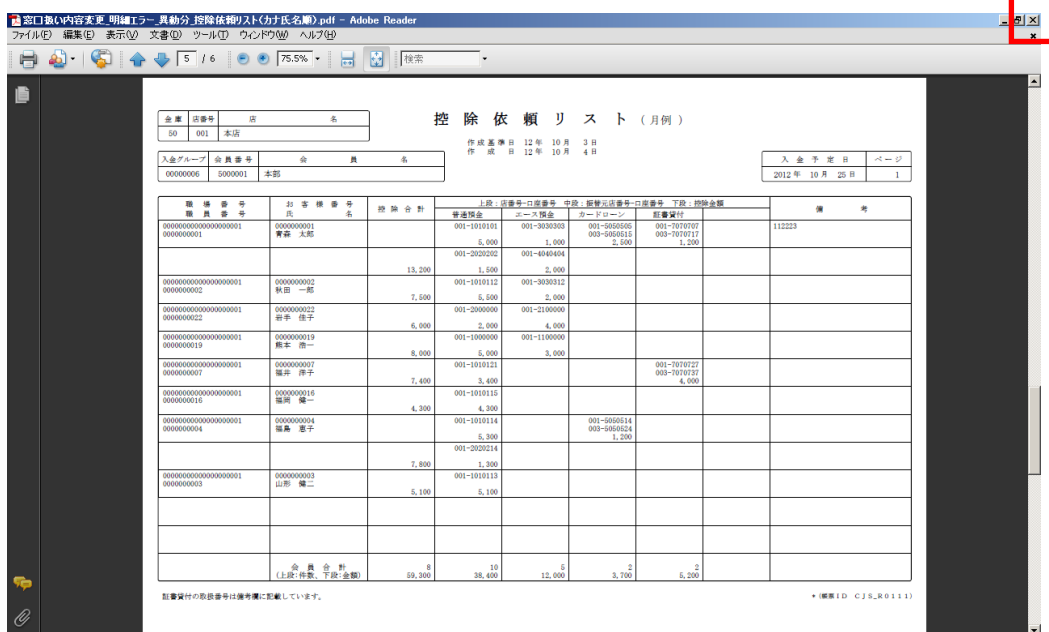 窓口扱い内容変更_明細エラー_異動分_控除依頼リスト(カナ氏名順).pdf - Adobe Reader
ファイル(F) 編集(E) 表示(V) 文書(D) ツール(T) ウィンドウ(W) ヘルプ(H)
5 / 6 75.5% 検索
控 除 依 頼 リ ス ト (月例)
金庫 店番号 店 名
50 001 本店
作成基準日 12年 10月 3日
作 成 日 12年 10月 4日
入金グループ 会員番号 会 員 名
00000006 5000001 本部
入 金 予 定 日 ページ
2012年 10月 25日 1
職 場 番 号 お 客 様 番 号 控 除 合 計 上段:店番号-口座番号 中段:振替元店番号-口座番号 下段:控除金額 備 考
職 員 番 号 氏 名 普通預金 エース預金 カードローン 証書貸付
00000000000000000001 0000000001 001-1010101 001-3030303 001-5050505 001-7070707 112223
0000000001 青森 太郎 003-5050515 003-7070717
5,000 1,000 2,500 1,200
001-2020202 001-4040404
13,200 1,500 2,000
00000000000000000001 0000000002 001-1010112 001-3030312
0000000002 秋田 一郎
7,500 5,500 2,000
00000000000000000001 0000000022 001-2000000 001-2100000
0000000022 岩手 佳子
6,000 2,000 4,000
00000000000000000001 0000000019 001-1000000 001-1100000
0000000019 熊本 浩一
8,000 5,000 3,000
00000000000000000001 0000000007 001-1010121 001-7070727
0000000007 福井 洋子 003-7070737
7,400 3,400 4,000
00000000000000000001 0000000016 001-1010115
0000000016 福岡 健一
4,300 4,300
00000000000000000001 0000000004 001-1010114 001-5050514
0000000004 福島 恵子 003-5050524
5,300 1,200
001-2020214
7,800 1,300
00000000000000000001 0000000003 001-1010113
0000000003 山形 健二
5,100 5,100
会 員 合 計 8 10 5 2 2
(上段:件数、下段:金額) 59,300 38,400 12,000 3,700 5,200
証書貸付の取扱番号は備考欄に記載しています。 *(帳票ID CJS_R0111)